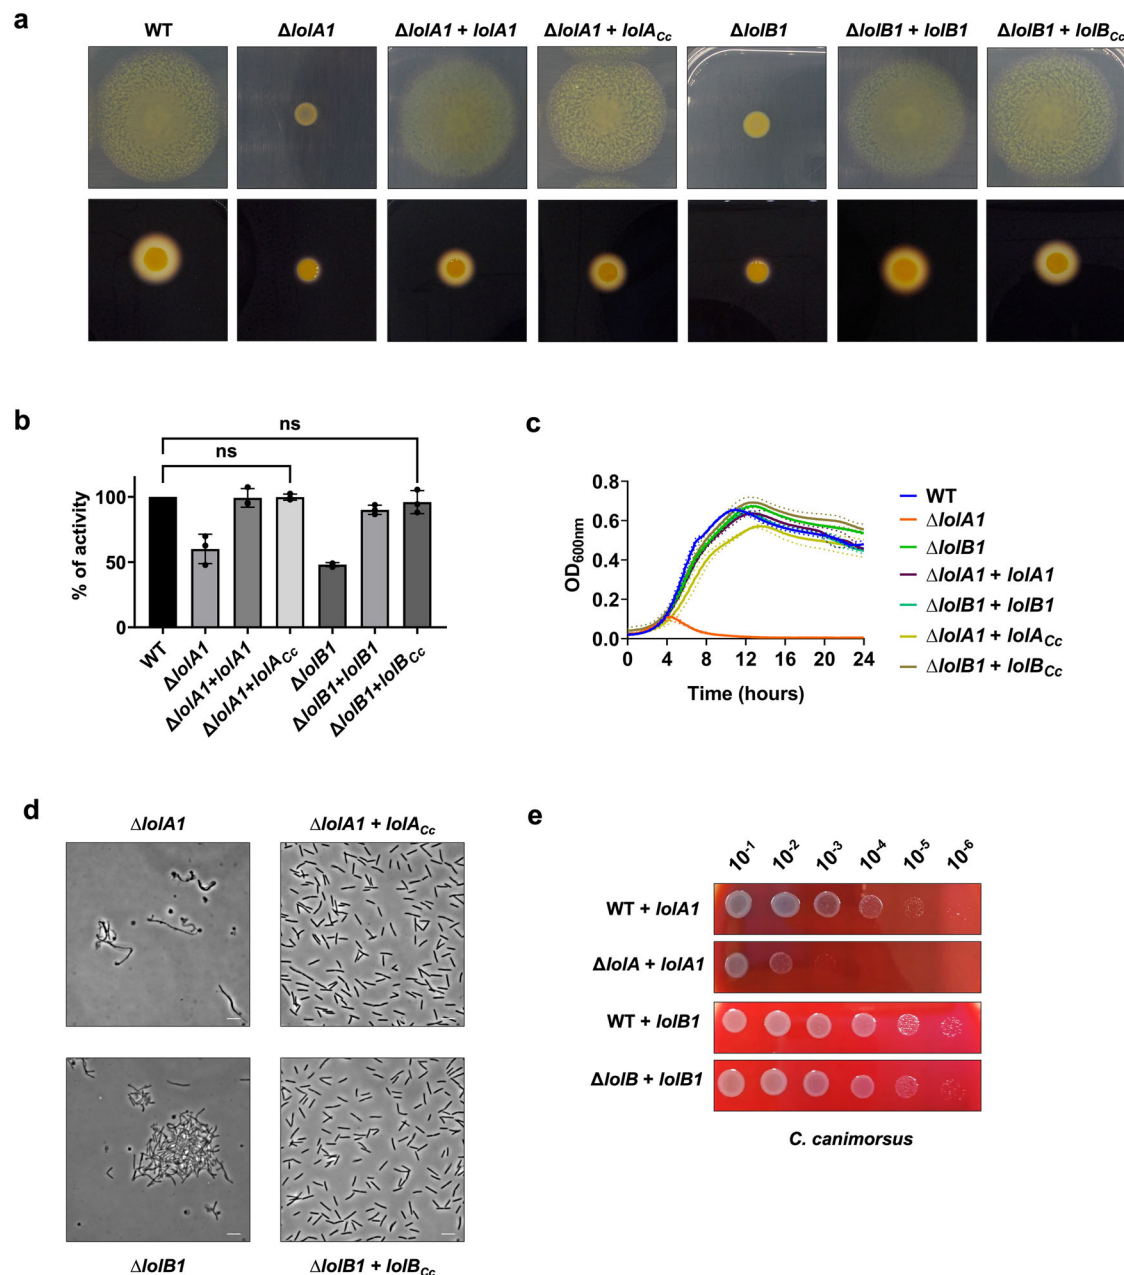 a
WT
ΔlolA1
ΔlolA1 + lolA1
ΔlolA1 + lolACc
ΔlolB1
ΔlolB1 + lolB1
ΔlolB1 + lolBCc
b
ns
ns
% of activity
100
50
0
WT
ΔlolA1
ΔlolA1+lolA1
ΔlolA1+lolACc
ΔlolB1
ΔlolB1+lolB1
ΔlolB1+lolBCc
c
OD600nm
0.8
0.6
0.4
0.2
0.0
0 4 8 12 16 20 24
Time (hours)
WT
ΔlolA1
ΔlolB1
ΔlolA1 + lolA1
ΔlolB1 + lolB1
ΔlolA1 + lolACc
ΔlolB1 + lolBCc
d
ΔlolA1
ΔlolA1 + lolACc
ΔlolB1
ΔlolB1 + lolBCc
e
10-1 10-2 10-3 10-4 10-5 10-6
WT + lolA1
ΔlolA + lolA1
WT + lolB1
ΔlolB + lolB1
C. canimorsus